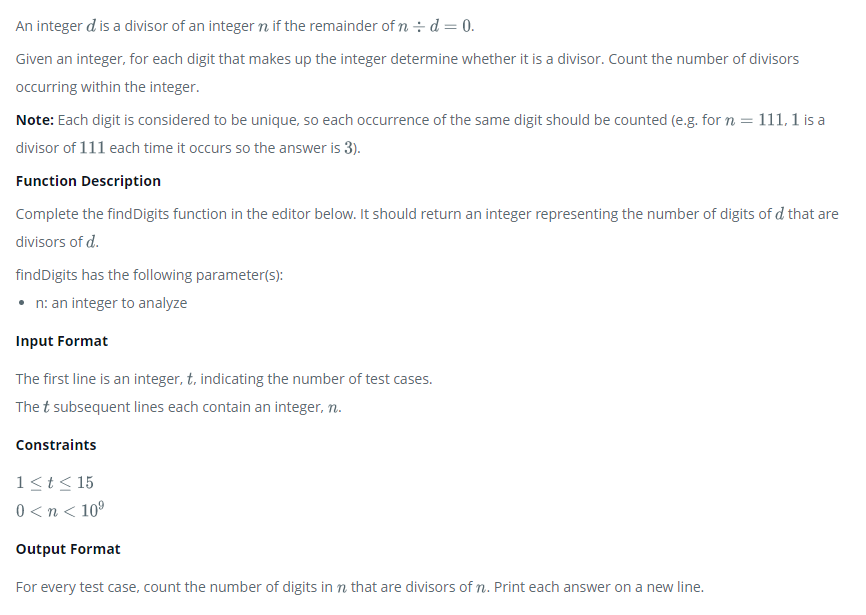 An integer d is a divisor of an integer n if the remainder of n ÷ d = 0.
Given an integer, for each digit that makes up the integer determine whether it is a divisor. Count the number of divisors
occurring within the integer.
Note: Each digit is considered to be unique, so each occurrence of the same digit should be counted (e.g. for n = 111, 1 is a
divisor of 111 each time it occurs so the answer is 3).
Function Description
Complete the findDigits function in the editor below. It should return an integer representing the number of digits of d that are
divisors of d.
findDigits has the following parameter(s):
• n: an integer to analyze
Input Format
The first line is an integer, t, indicating the number of test cases.
The t subsequent lines each contain an integer, n.
Constraints
1 ≤ t ≤ 15
0 < n < 10⁹
Output Format
For every test case, count the number of digits in n that are divisors of n. Print each answer on a new line.